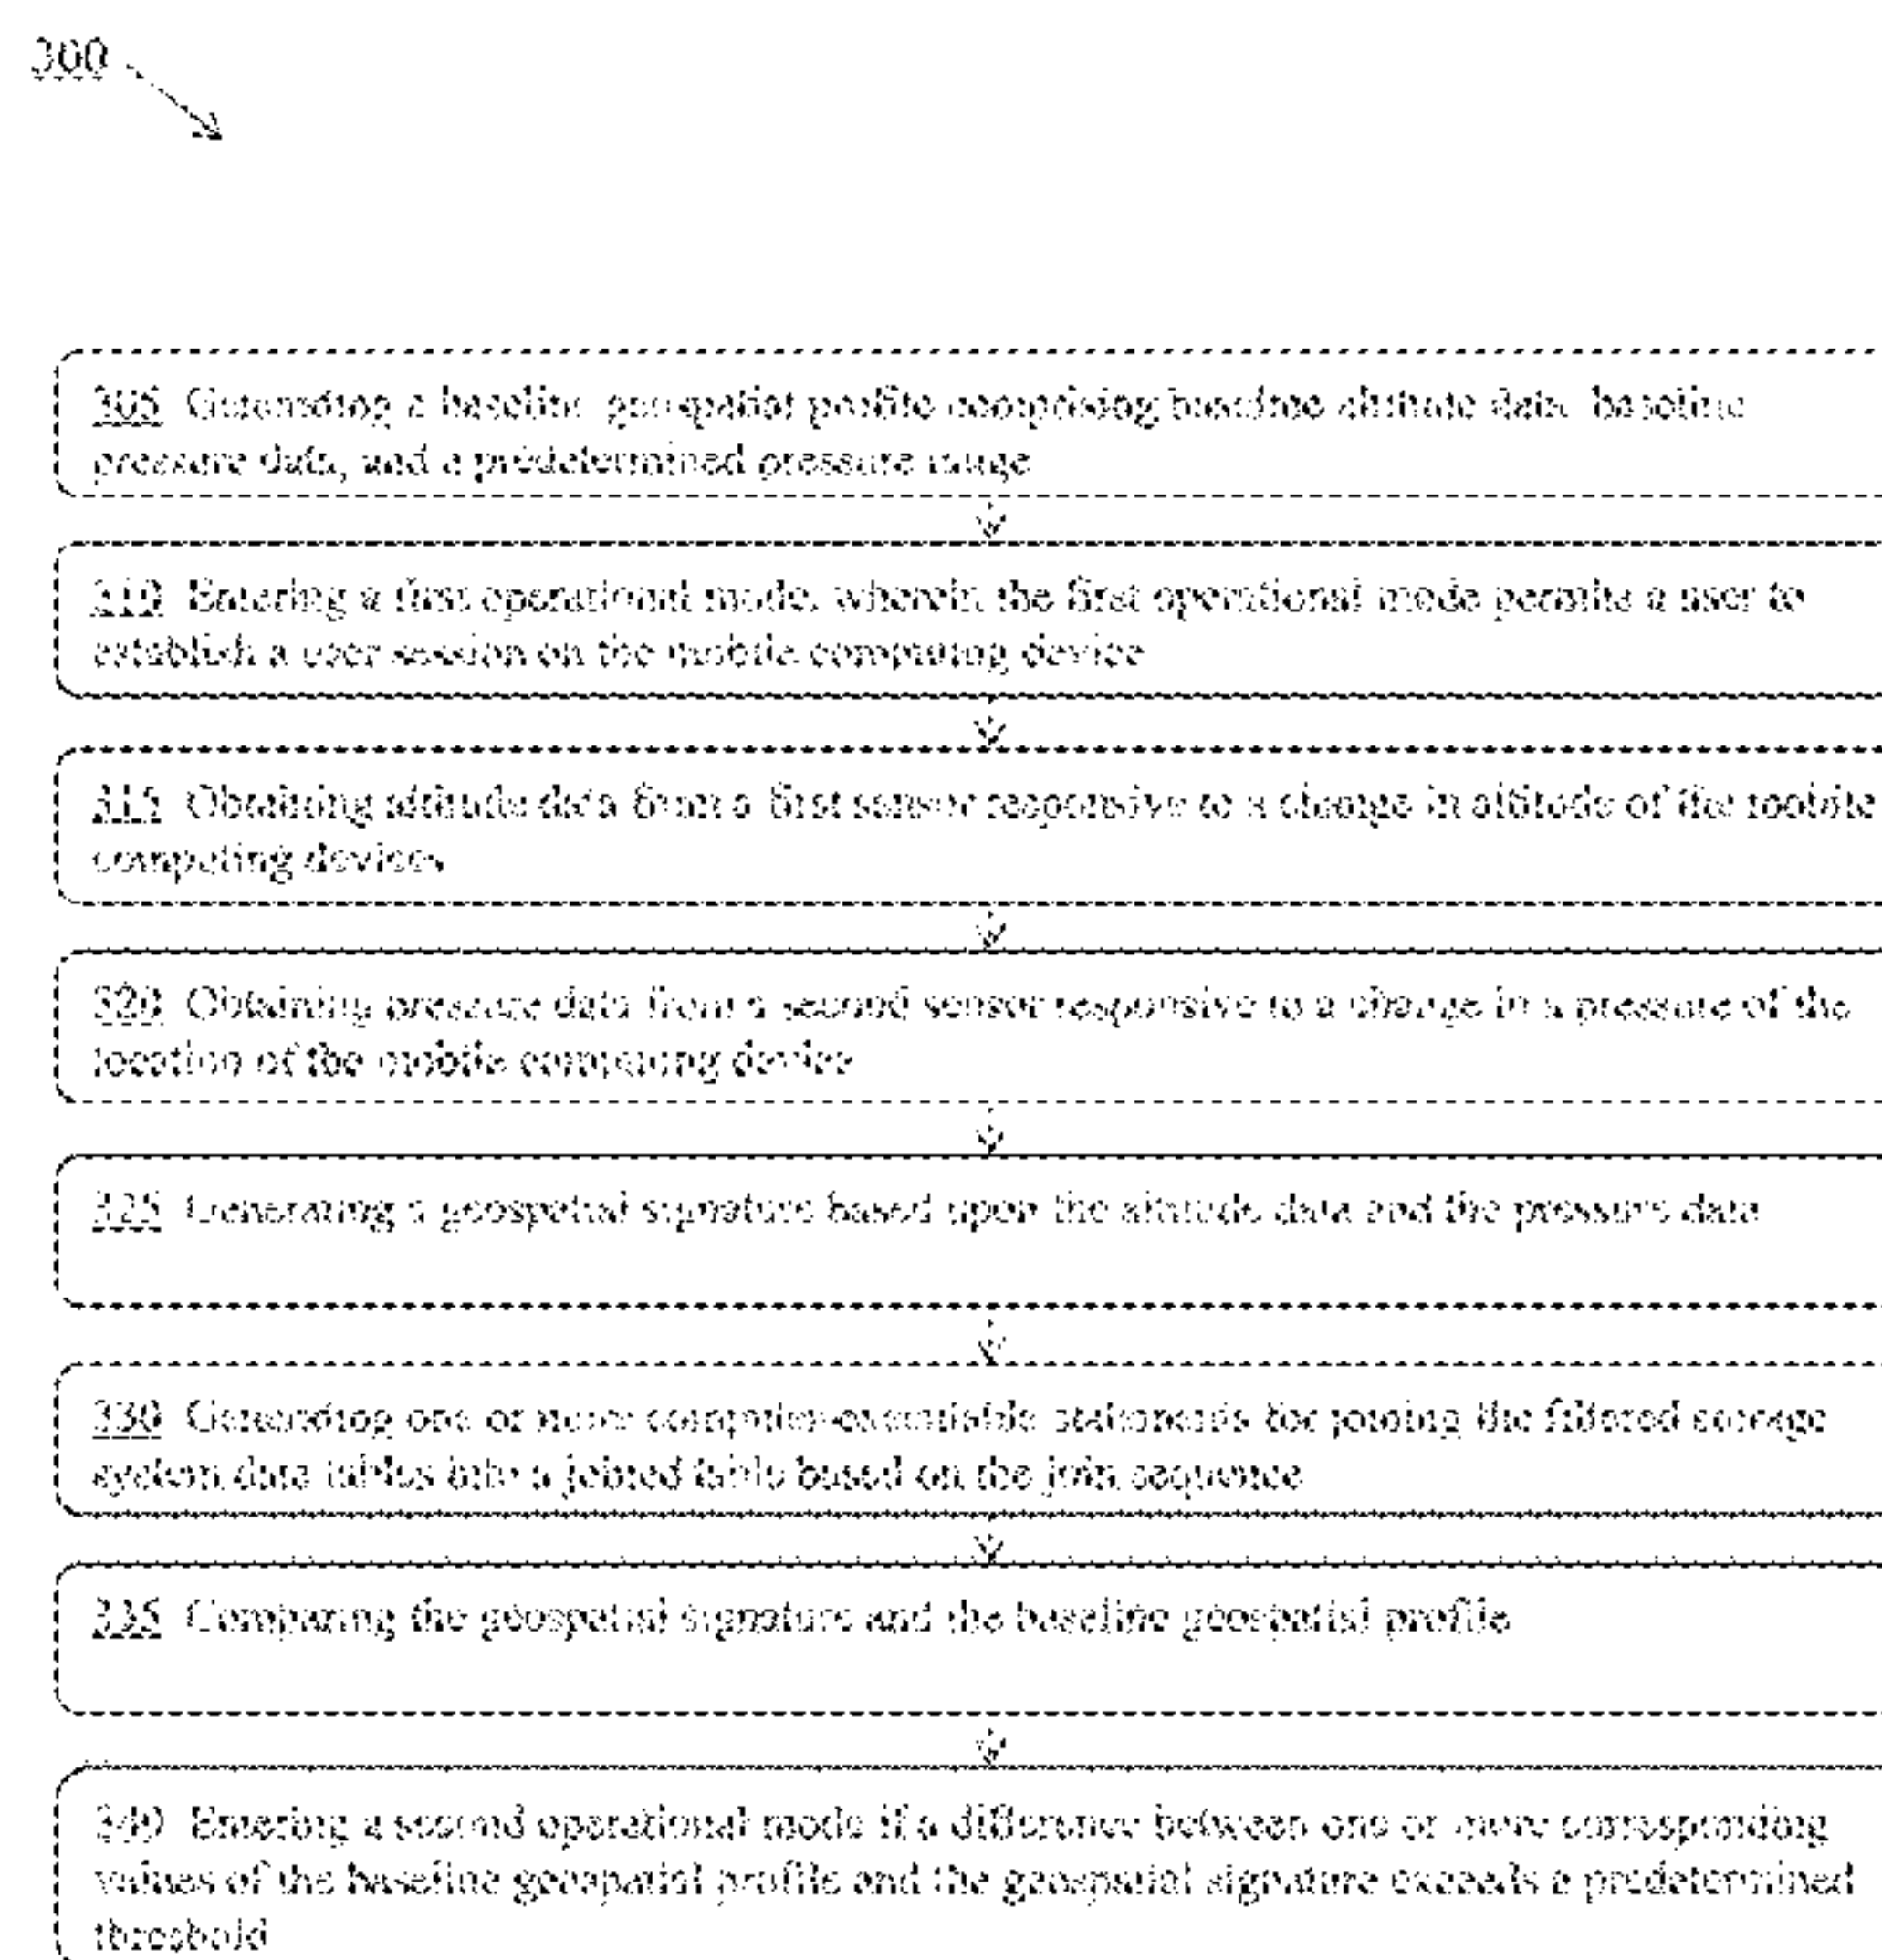 300
305 Generating a baseline geospatial profile comprising baseline altitude data, baseline
pressure data, and a predetermined pressure range
310 Entering a first operational mode, wherein the first operational mode permits a user to
establish a user session on the mobile computing device
315 Obtaining altitude data from a first sensor responsive to a change in altitude of the mobile
computing devices
320 Obtaining pressure data from a second sensor responsive to a change in a pressure of the
location of the mobile computing device
325 Generating a geospatial signature based upon the altitude data and the pressure data
330 Generating one or more computer-executable statements for joining the filtered storage
system data tables into a joined table based on the join sequence
335 Comparing the geospatial signature and the baseline geospatial profile
340 Entering a second operational mode if a difference between one or more corresponding
values of the baseline geospatial profile and the geospatial signature exceeds a predetermined
threshold